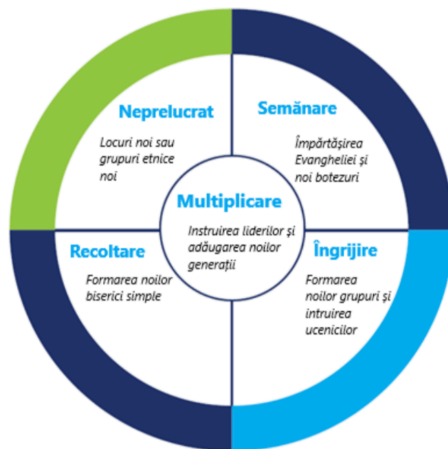 Neprelucrat
Locuri noi sau
grupuri etnice
noi
Semănare
Împărtășirea
Evangheliei și
noi botezuri
Multiplicare
Instruirea liderilor și
adăugarea noilor
generații
Recoltare
Formarea noilor
biserici simple
Îngrijire
Formarea
noilor grupuri și
intruirea
ucenicilor